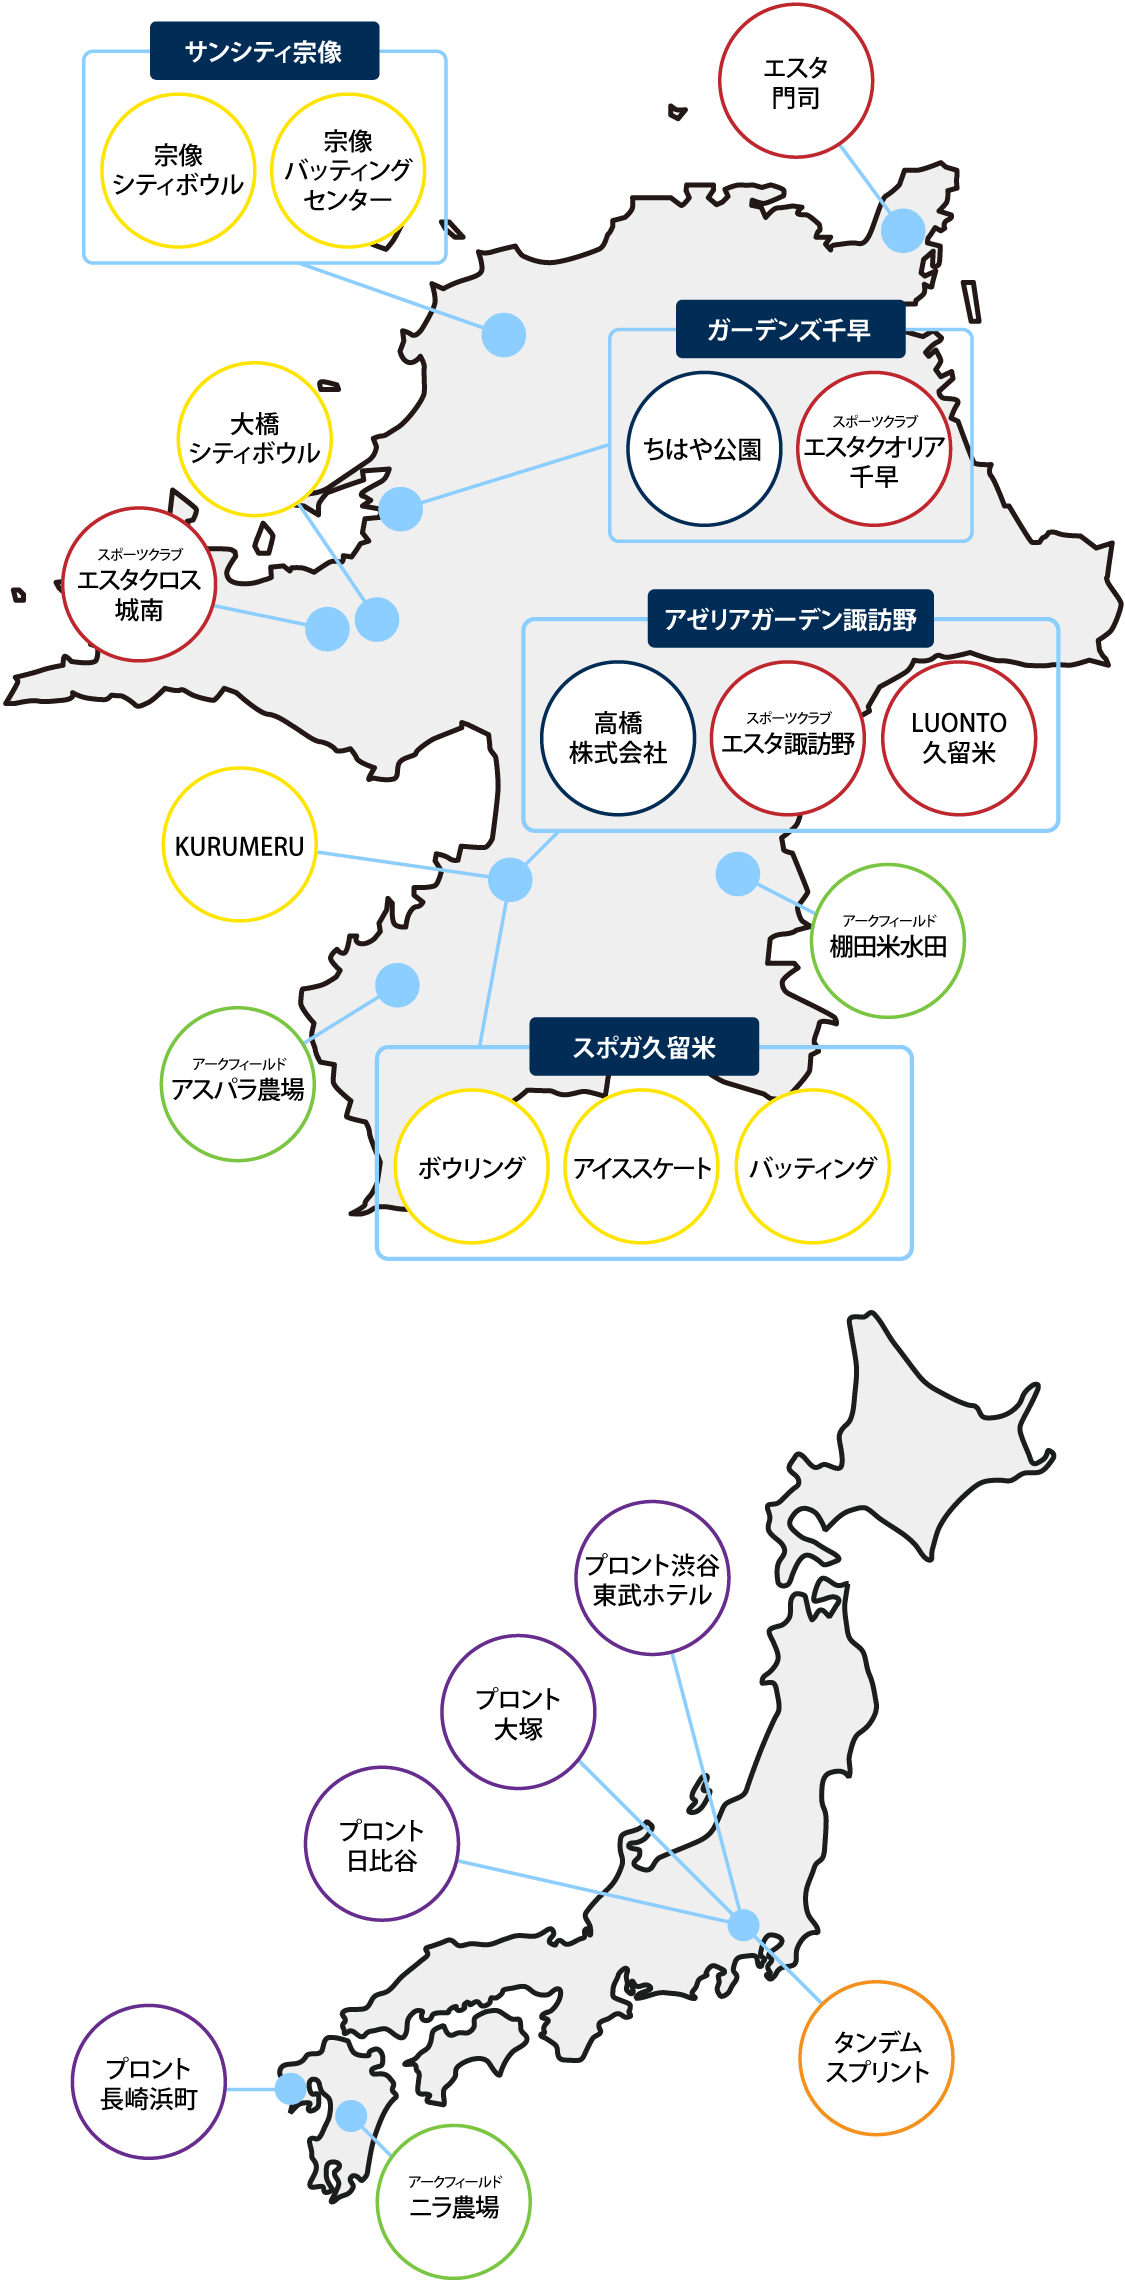 サンシティ宗像
宗像
シティボウル
宗像
バッティング
センター
エスタ
門司
ガーデンズ千早
ちはや公園
スポーツクラブ
エスタクオリア
千早
大橋
シティボウル
スポーツクラブ
エスタクロス
城南
アゼリアガーデン諏訪野
高橋
株式会社
スポーツクラブ
エスタ諏訪野
LUONTO
久留米
KURUMERU
アークフィールド
棚田米水田
アークフィールド
アスパラ農場
スポガ久留米
ボウリング
アイススケート
バッティング
プロント渋谷
東武ホテル
プロント
大塚
プロント
日比谷
タンデム
スプリント
プロント
長崎浜町
アークフィールド
ニラ農場